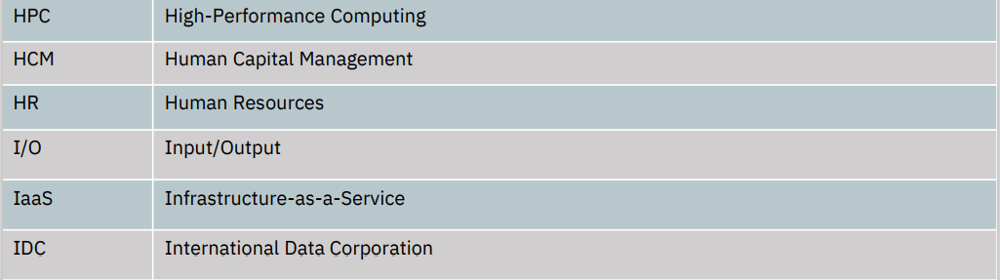 HPC High-Performance Computing
HCM Human Capital Management
HR Human Resources
I/O Input/Output
IaaS Infrastructure-as-a-Service
IDC International Data Corporation